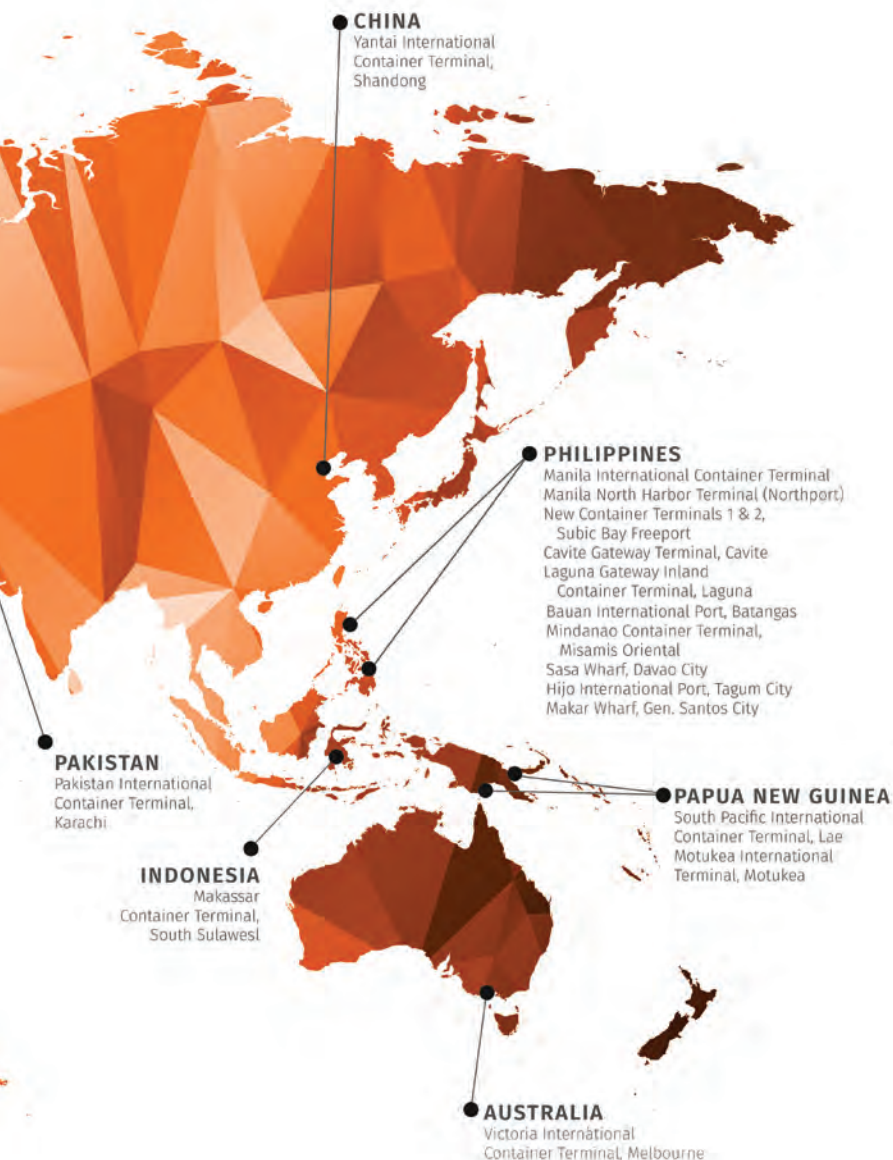 CHINA
Yantai International
Container Terminal,
Shandong
PHILIPPINES
Manila International Container Terminal
Manila North Harbor Terminal (Northport)
New Container Terminals 1 & 2,
Subic Bay Freeport
Cavite Gateway Terminal, Cavite
Laguna Gateway Inland
Container Terminal, Laguna
Bauan International Port, Batangas
Mindanao Container Terminal,
Misamis Oriental
Sasa Wharf, Davao City
Hijo International Port, Tagum City
Makar Wharf, Gen. Santos City
PAKISTAN
Pakistan International
Container Terminal,
Karachi
PAPUA NEW GUINEA
South Pacific International
Container Terminal, Lae
Motukea International
Terminal, Motukea
INDONESIA
Makassar
Container Terminal,
South Sulawesi
AUSTRALIA
Victoria International
Container Terminal, Melbourne